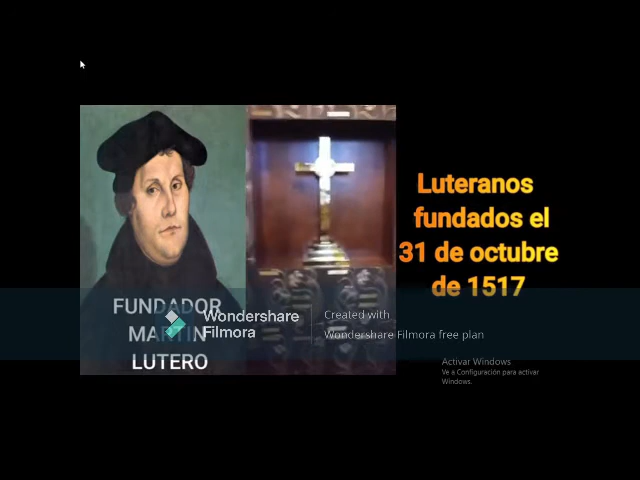 Luteranos
fundados el
31 de octubre
de 1517
FUNDADOR
MARTIN
LUTERO
Wondershare
Filmora
Created with
Wondershare Filmora free plan
Activar Windows
Ve a Configuración para activar
Windows.